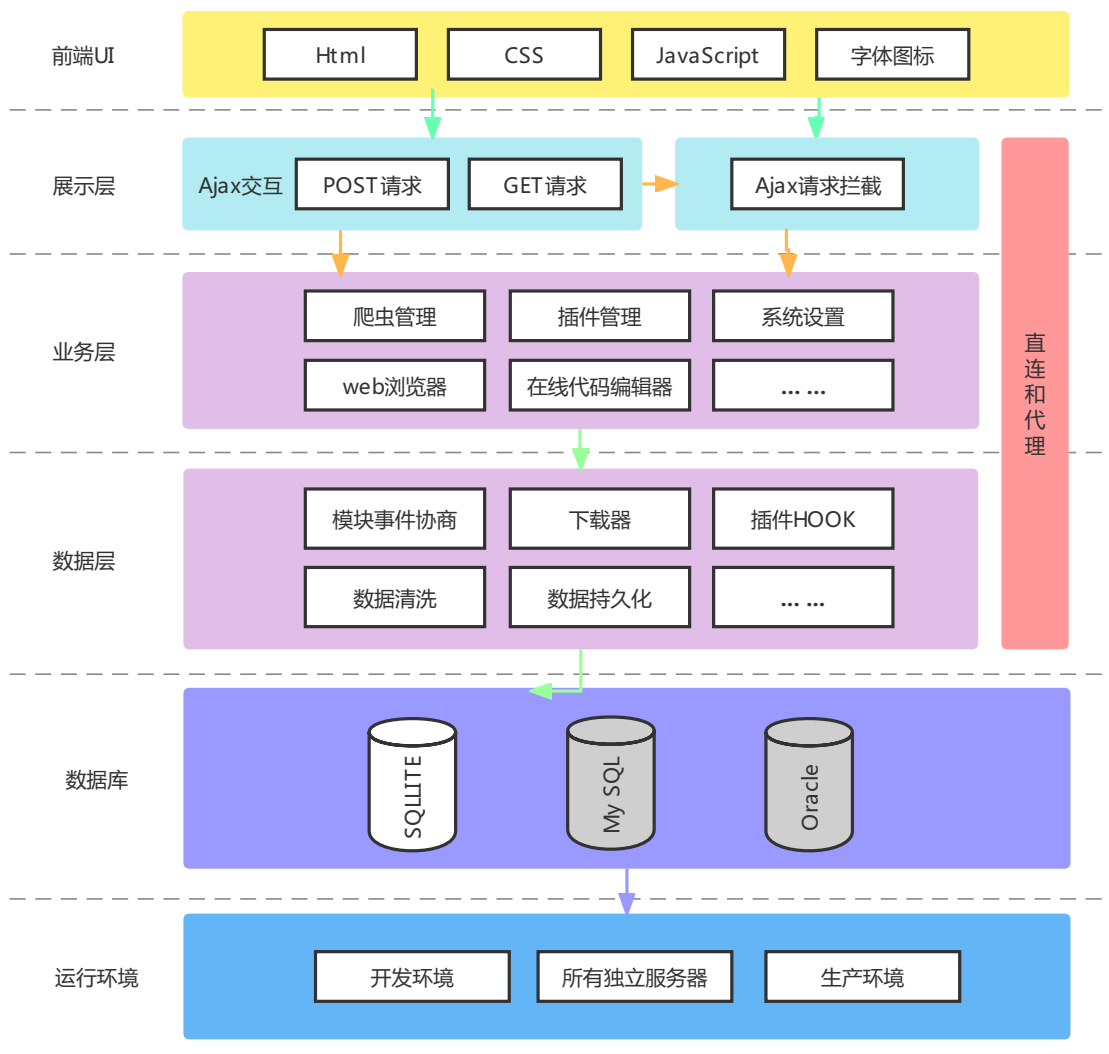 前端UI
Html
CSS
JavaScript
字体图标
展示层
Ajax交互
POST请求
GET请求
Ajax请求拦截
业务层
爬虫管理
插件管理
系统设置
web浏览器
在线代码编辑器
... ...
直
连
和
代
理
数据层
模块事件协商
下载器
插件HOOK
数据清洗
数据持久化
... ...
数据库
SQLLITE
My SQL
Oracle
运行环境
开发环境
所有独立服务器
生产环境